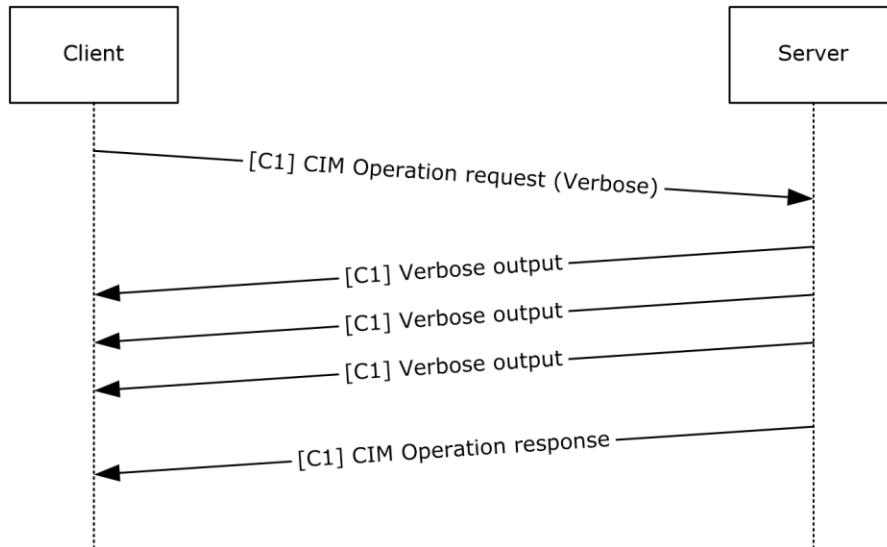 Client
Server
[C1] CIM Operation request (Verbose)
[C1] Verbose output
[C1] Verbose output
[C1] Verbose output
[C1] CIM Operation response